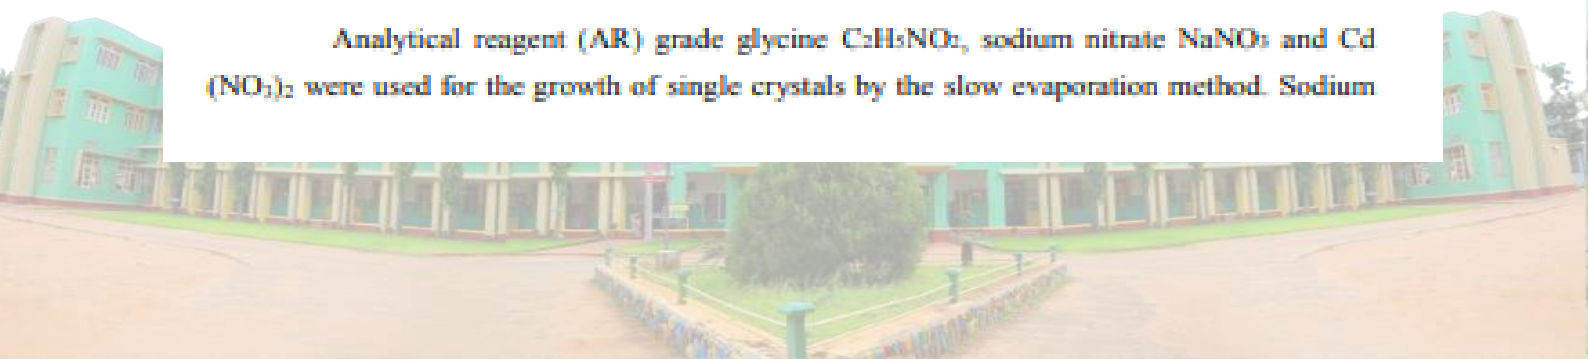 Analytical reagent (AR) grade glycine C₂H₅NO₂, sodium nitrate NaNO₃ and Cd
(NO₃)₂ were used for the growth of single crystals by the slow evaporation method. Sodium